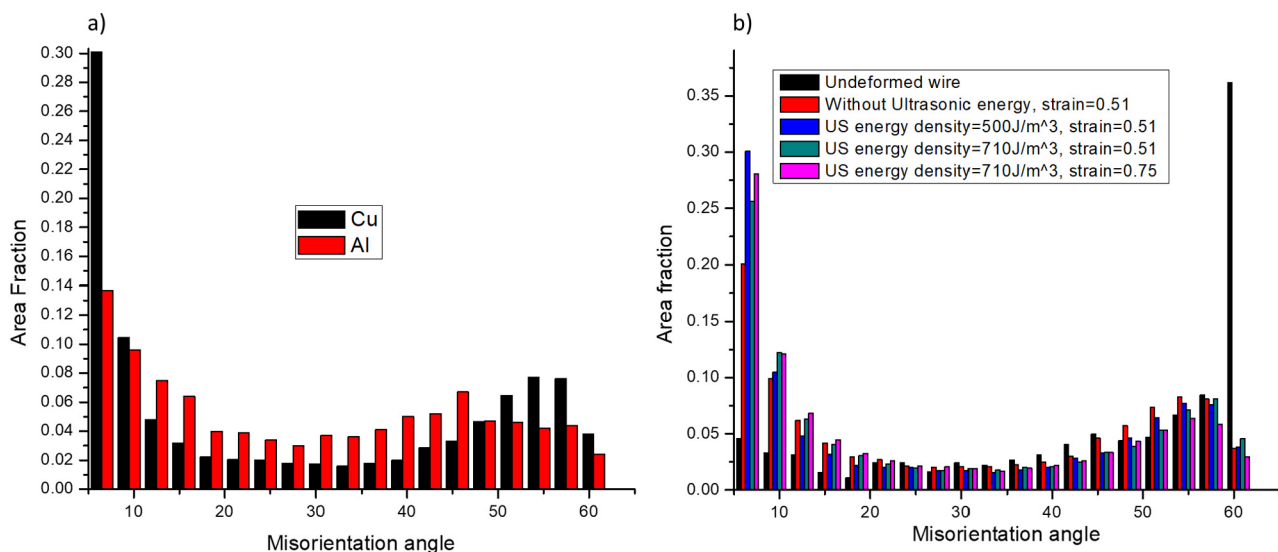 a)
0.30
0.28
0.26
0.24
0.22
0.20
0.18
0.16
0.14
0.12
0.10
0.08
0.06
0.04
0.02
0.00
Area Fraction
Cu
Al
10 20 30 40 50 60
Misorientation angle
b)
0.35
0.30
0.25
0.20
0.15
0.10
0.05
0.00
Area fraction
Undeformed wire
Without Ultrasonic energy, strain=0.51
US energy density=500J/m^3, strain=0.51
US energy density=710J/m^3, strain=0.51
US energy density=710J/m^3, strain=0.75
10 20 30 40 50 60
Misorientation angle